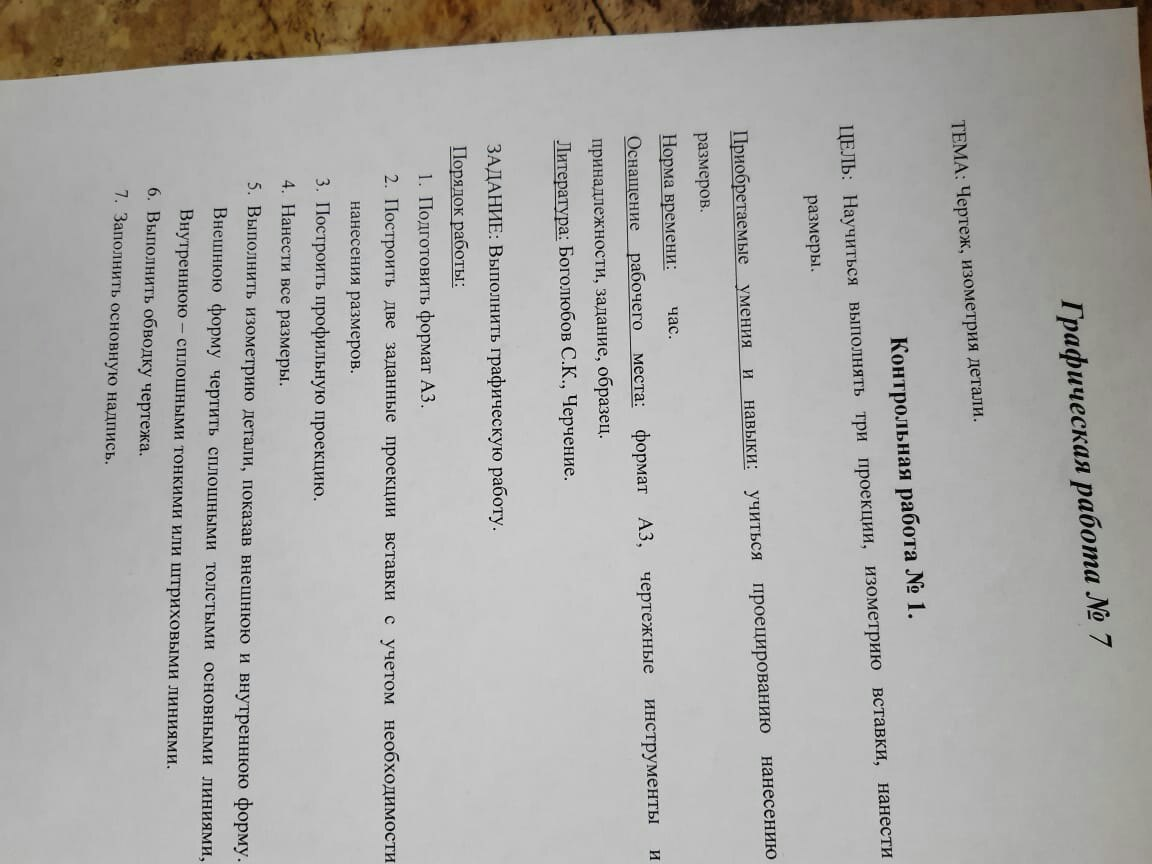 Графическая работа № 7
ТЕМА: Чертеж, изометрия детали.
Контрольная работа № 1.
ЦЕЛЬ: Научиться выполнять три проекции, изометрию вставки, нанести
размеры.
Приобретаемые умения и навыки: учиться проецированию нанесению
размеров.
Норма времени: час.
Оснащение рабочего места: формат А3, чертежные инструменты и
принадлежности, задание, образец.
Литература: Боголюбов С.К., Черчение.
ЗАДАНИЕ: Выполнить графическую работу.
Порядок работы:
1. Подготовить формат А3.
2. Построить две заданные проекции вставки с учетом необходимости
нанесения размеров.
3. Построить профильную проекцию.
4. Нанести все размеры.
5. Выполнить изометрию детали, показав внешнюю и внутреннюю форму.
Внешнюю форму чертить сплошными толстыми основными линиями,
Внутреннюю – сплошными тонкими или штриховыми линиями.
6. Выполнить обводку чертежа.
7. Заполнить основную надпись.